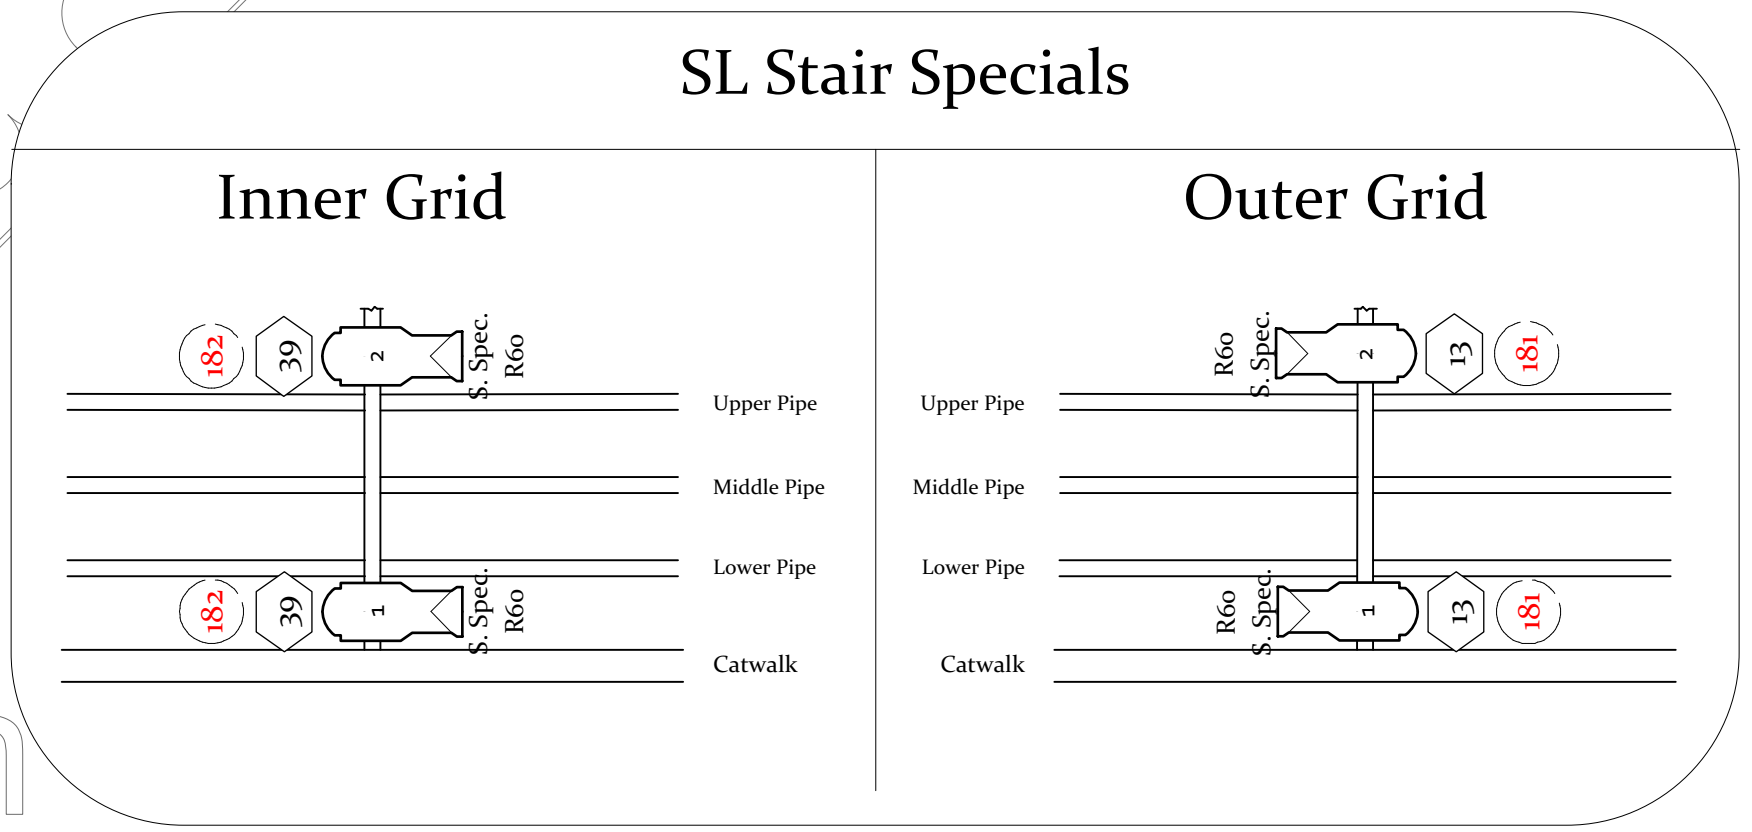 SL Stair Specials
Inner Grid
182
39
2
S. Spec.
R60
Upper Pipe
Middle Pipe
Lower Pipe
182
39
1
S. Spec.
R60
Catwalk
Outer Grid
R60
S. Spec.
2
13
181
Upper Pipe
Middle Pipe
Lower Pipe
R60
S. Spec.
1
13
181
Catwalk